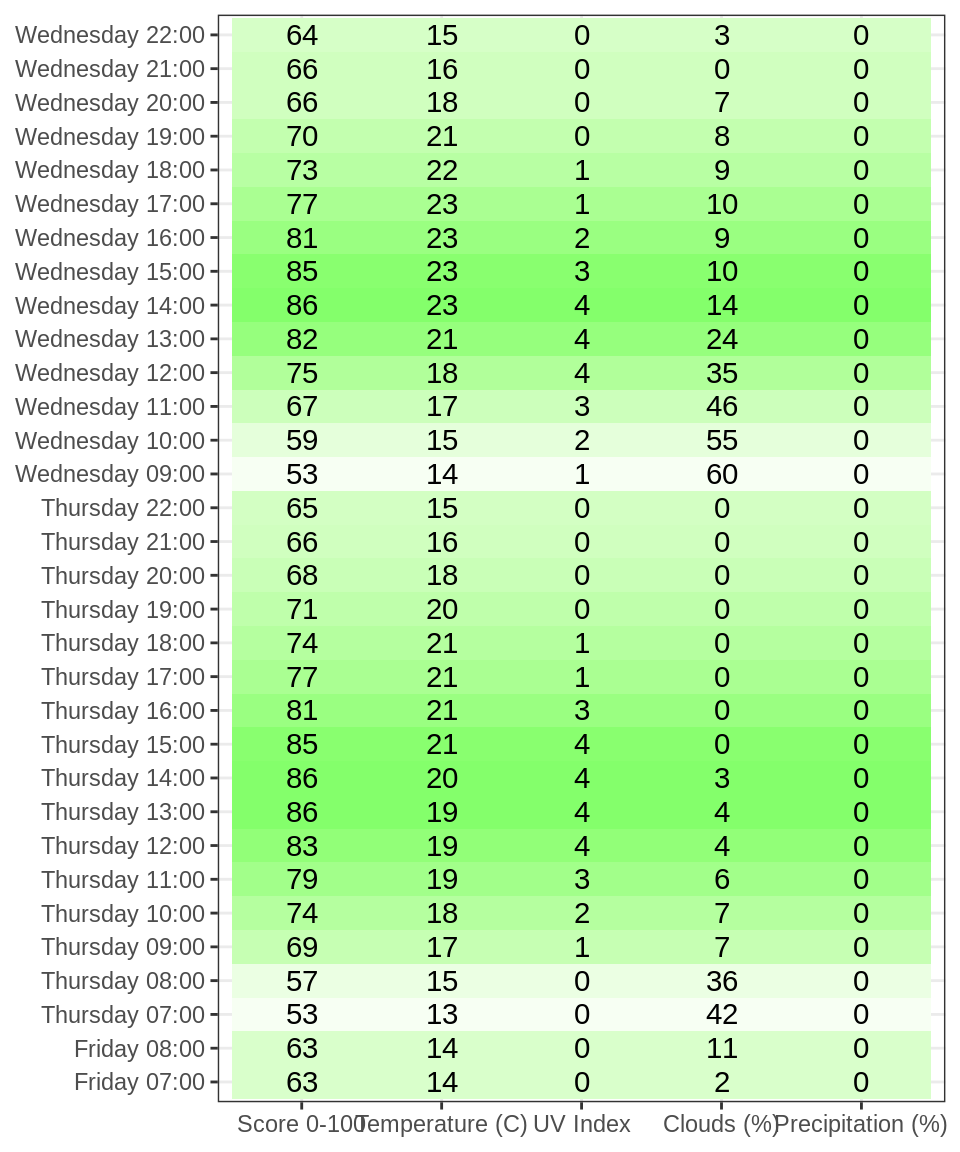 Wednesday 22:00 64 15 0 3 0
Wednesday 21:00 66 16 0 0 0
Wednesday 20:00 66 18 0 7 0
Wednesday 19:00 70 21 0 8 0
Wednesday 18:00 73 22 1 9 0
Wednesday 17:00 77 23 1 10 0
Wednesday 16:00 81 23 2 9 0
Wednesday 15:00 85 23 3 10 0
Wednesday 14:00 86 23 4 14 0
Wednesday 13:00 82 21 4 24 0
Wednesday 12:00 75 18 4 35 0
Wednesday 11:00 67 17 3 46 0
Wednesday 10:00 59 15 2 55 0
Wednesday 09:00 53 14 1 60 0
Thursday 22:00 65 15 0 0 0
Thursday 21:00 66 16 0 0 0
Thursday 20:00 68 18 0 0 0
Thursday 19:00 71 20 0 0 0
Thursday 18:00 74 21 1 0 0
Thursday 17:00 77 21 1 0 0
Thursday 16:00 81 21 3 0 0
Thursday 15:00 85 21 4 0 0
Thursday 14:00 86 20 4 3 0
Thursday 13:00 86 19 4 4 0
Thursday 12:00 83 19 4 4 0
Thursday 11:00 79 19 3 6 0
Thursday 10:00 74 18 2 7 0
Thursday 09:00 69 17 1 7 0
Thursday 08:00 57 15 0 36 0
Thursday 07:00 53 13 0 42 0
Friday 08:00 63 14 0 11 0
Friday 07:00 63 14 0 2 0
Score 0-100 Temperature (C) UV Index Clouds (%) Precipitation (%)